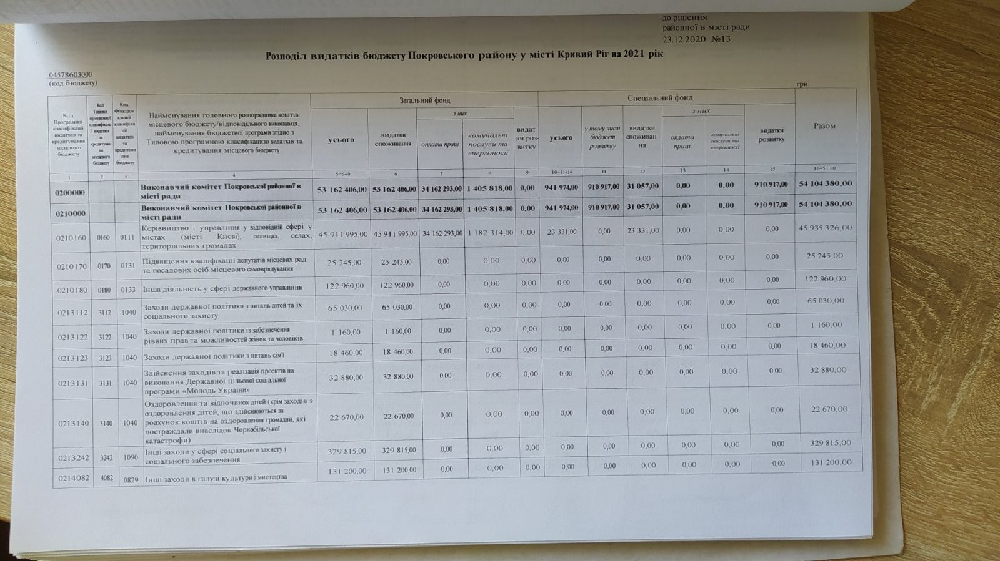 до рішення
районної в місті ради
23.12.2020 №13
Розподіл видатків бюджету Покровського району у місті Кривий Ріг на 2021 рік
04578603000
(код бюджету)
грн.
Код Програмної класифікації видатків та кредитування місцевого бюджету
Код Типової програмної класифікації видатків та кредитування місцевого бюджету
Код Функціональної класифікації видатків та кредитування бюджету
Найменування головного розпорядника коштів місцевого бюджету/відповідального виконавця, найменування бюджетної програми згідно з Типовою програмною класифікацією видатків та кредитування місцевого бюджету
Загальний фонд
Спеціальний фонд
Разом
усього
видатки споживання
з них
оплата праці
комунальні послуги та енергоносії
видат ки роз- витку
усього
у тому числі бюджет розвитку
видатки споживан- ня
з них
оплата праці
комунальні послуги та енергоносії
видатки розвитку
1 2 3 4 5=6+9 6 7 8 9 10=11+14 11 12 13 14 15 16=5+10
0200000 Виконавчий комітет Покровської районної в місті ради 53 162 406,00 53 162 406,00 34 162 293,00 1 405 818,00 0,00 941 974,00 910 917,00 31 057,00 0,00 0,00 910 917,00 54 104 380,00
0210000 Виконавчий комітет Покровської районної в місті ради 53 162 406,00 53 162 406,00 34 162 293,00 1 405 818,00 0,00 941 974,00 910 917,00 31 057,00 0,00 0,00 910 917,00 54 104 380,00
0210160 0160 0111 Керівництво і управління у відповідній сфері у містах (місті Києві), селищах, селах, територіальних громадах 45 911 995,00 45 911 995,00 34 162 293,00 1 182 314,00 0,00 23 331,00 0,00 23 331,00 0,00 0,00 0,00 45 935 326,00
0210170 0170 0131 Підвищення кваліфікації депутатів місцевих рад та посадових осіб місцевого самоврядування 25 245,00 25 245,00 0,00 0,00 0,00 0,00 0,00 0,00 0,00 0,00 0,00 25 245,00
0210180 0180 0133 Інша діяльність у сфері державного управління 122 960,00 122 960,00 0,00 0,00 0,00 0,00 0,00 0,00 0,00 0,00 0,00 122 960,00
0213112 3112 1040 Заходи державної політики з питань дітей та їх соціального захисту 65 030,00 65 030,00 0,00 0,00 0,00 0,00 0,00 0,00 0,00 0,00 0,00 65 030,00
0213122 3122 1040 Заходи державної політики із забезпечення рівних прав та можливостей жінок та чоловіків 1 160,00 1 160,00 0,00 0,00 0,00 0,00 0,00 0,00 0,00 0,00 0,00 1 160,00
0213123 3123 1040 Заходи державної політики з питань сім'ї 18 460,00 18 460,00 0,00 0,00 0,00 0,00 0,00 0,00 0,00 0,00 0,00 18 460,00
0213131 3131 1040 Здійснення заходів та реалізація проектів на виконання Державної цільової соціальної програми «Молодь України» 32 880,00 32 880,00 0,00 0,00 0,00 0,00 0,00 0,00 0,00 0,00 0,00 32 880,00
0213140 3140 1040 Оздоровлення та відпочинок дітей (крім заходів з оздоровлення дітей, що здійснюються за роахунок коштів на оздоровлення громадян, які постраждали внаслідок Чорнобільської катастрофи) 22 670,00 22 670,00 0,00 0,00 0,00 0,00 0,00 0,00 0,00 0,00 0,00 22 670,00
0213242 3242 1090 Інші заходи у сфері соціального захисту і соціального забезпечення 329 815,00 329 815,00 0,00 0,00 0,00 0,00 0,00 0,00 0,00 0,00 0,00 329 815,00
0214082 4082 0829 Інші заходи в галузі культури і мистецтва 131 200,00 131 200,00 0,00 0,00 0,00 0,00 0,00 0,00 0,00 0,00 0,00 131 200,00